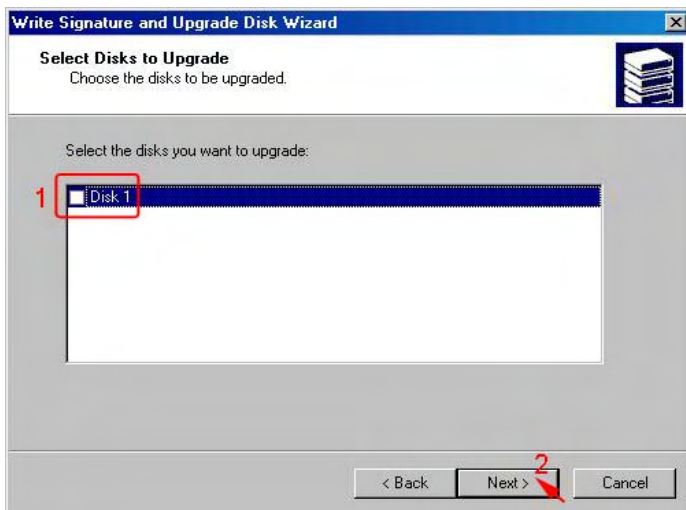 Write Signature and Upgrade Disk Wizard
Select Disks to Upgrade
Choose the disks to be upgraded.
Select the disks you want to upgrade:
1
Disk 1
2
< Back Next > Cancel